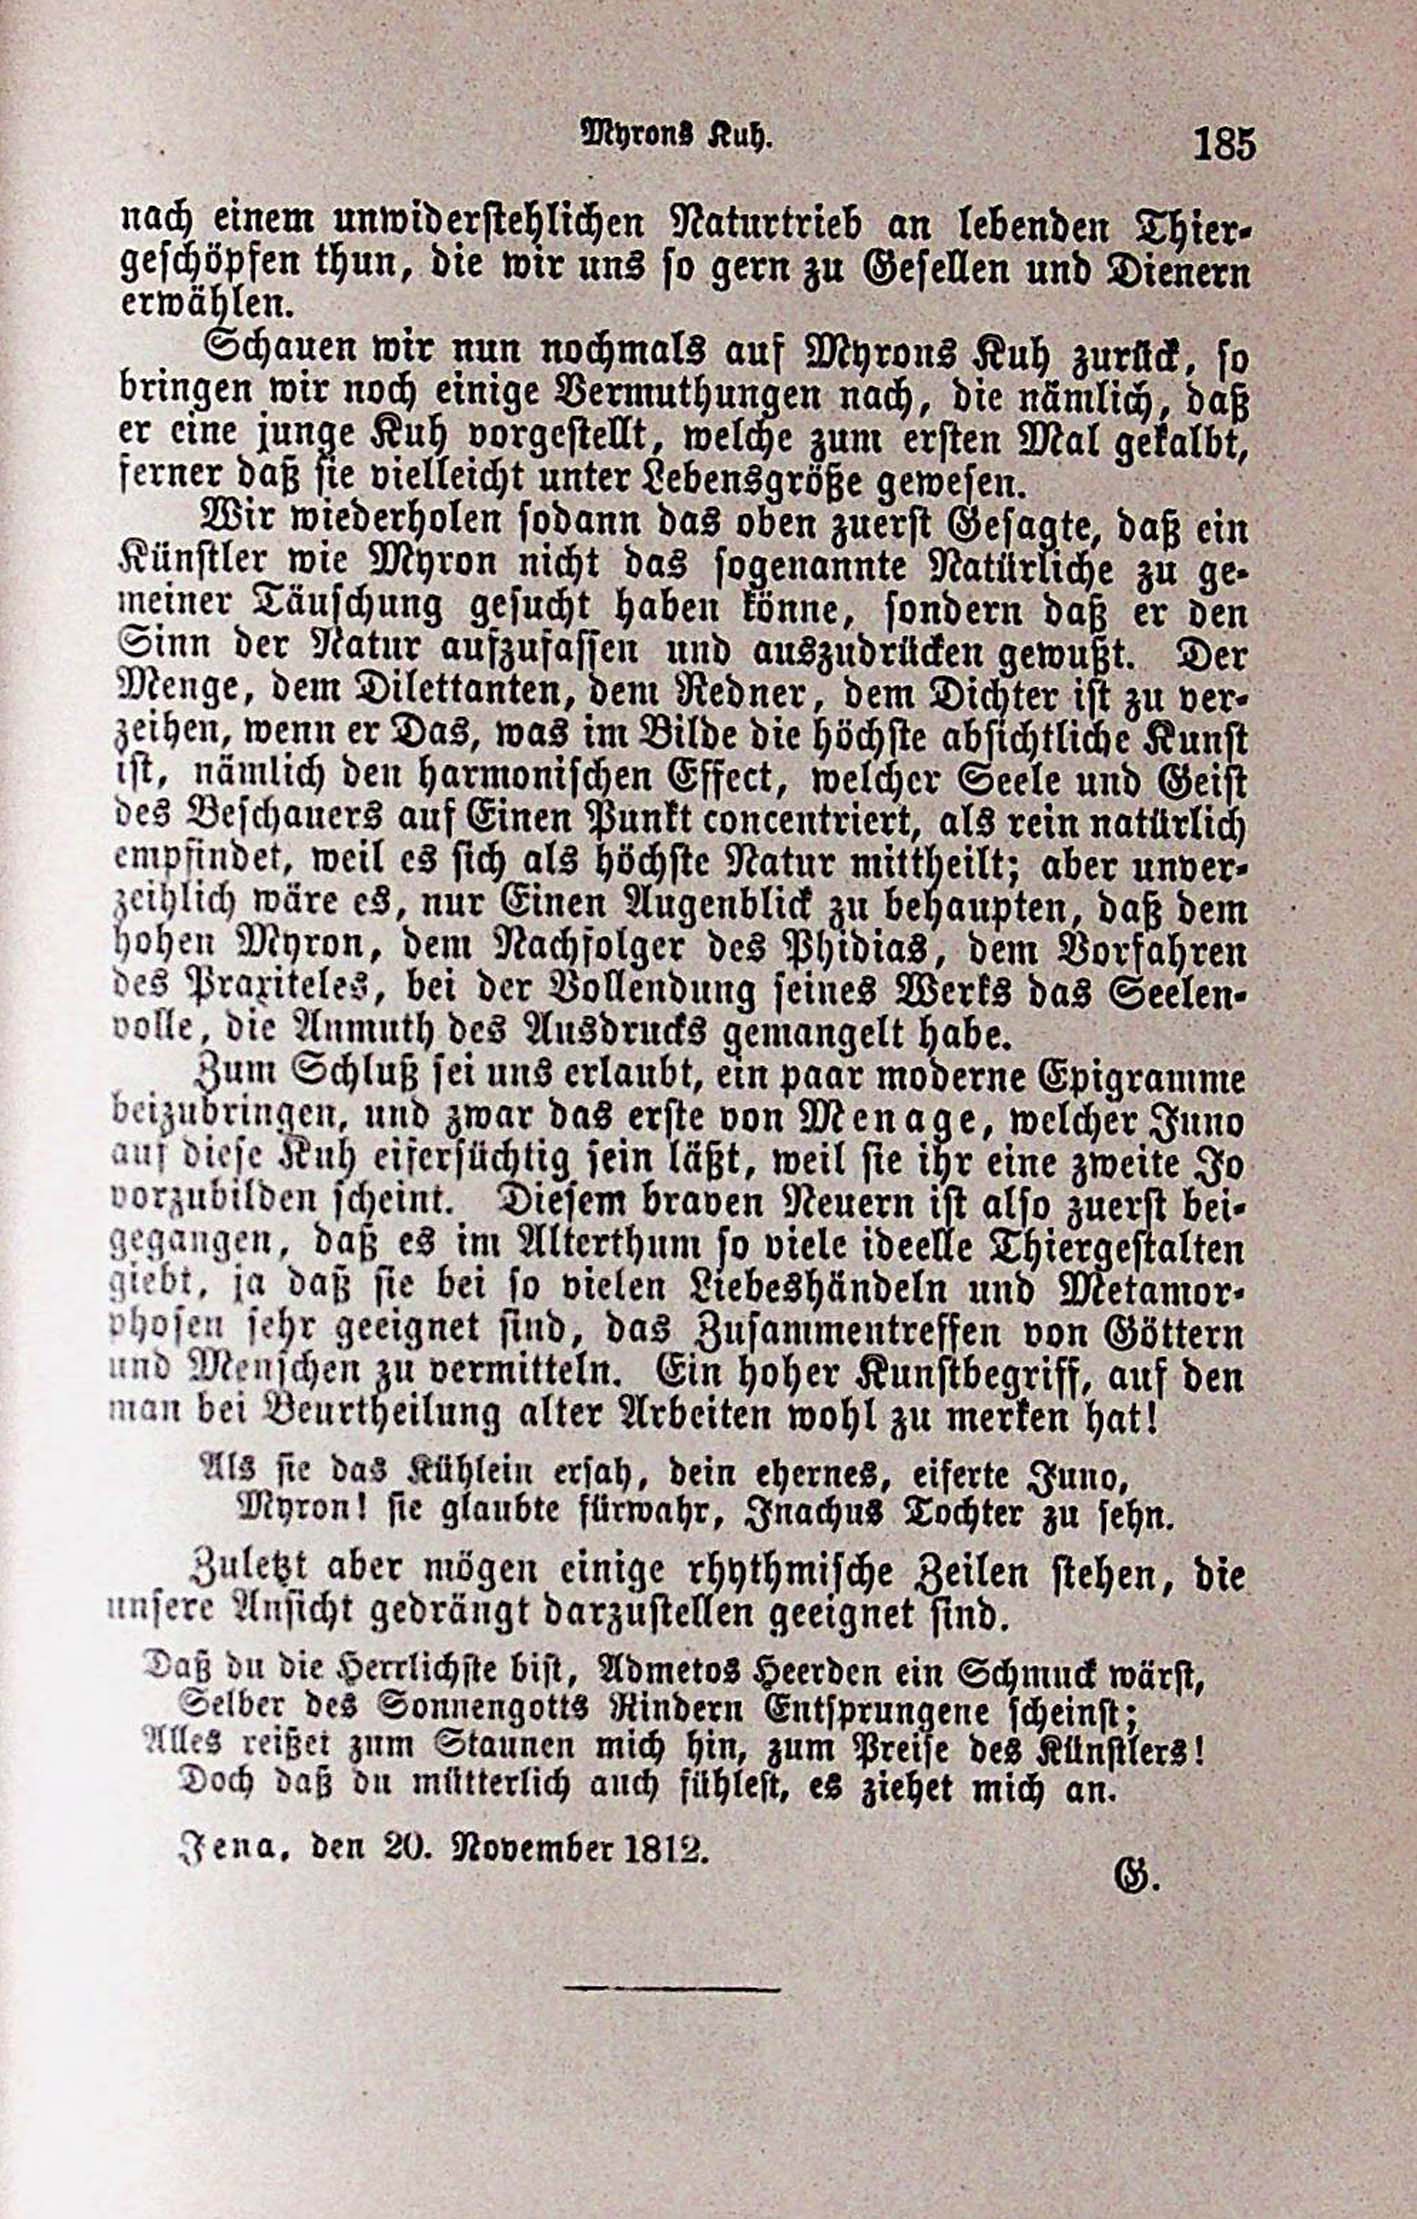 Myrons Kuh.
185
nach einem unwiderstehlichen Naturtrieb an lebenden Thier-
geschöpfen thun, die wir uns so gern zu Gesellen und Dienern
erwählen.
Schauen wir nun nochmals auf Myrons Kuh zurück, so
bringen wir noch einige Vermuthungen nach, die nämlich, daß
er eine junge Kuh vorgestellt, welche zum ersten Mal gekalbt,
ferner daß sie vielleicht unter Lebensgröße gewesen.
Wir wiederholen sodann das oben zuerst Gesagte, daß ein
Künstler wie Myron nicht das sogenannte Natürliche zu ge-
meiner Täuschung gesucht haben könne, sondern daß er den
Sinn der Natur aufzufassen und auszudrücken gewußt. Der
Menge, dem Dilettanten, dem Redner, dem Dichter ist zu ver-
zeihen, wenn er Das, was im Bilde die höchste absichtliche Kunst
ist, nämlich den harmonischen Effect, welcher Seele und Geist
des Beschauers auf Einen Punkt concentriert, als rein natürlich
empfindet, weil es sich als höchste Natur mittheilt; aber unver-
zeihlich wäre es, nur Einen Augenblick zu behaupten, daß dem
hohen Myron, dem Nachfolger des Phidias, dem Vorfahren
des Praxiteles, bei der Vollendung seines Werks das Seelen-
volle, die Anmuth des Ausdrucks gemangelt habe.
Zum Schluß sei uns erlaubt, ein paar moderne Epigramme
beizubringen, und zwar das erste von Menage, welcher Juno
auf diese Kuh eifersüchtig sein läßt, weil sie ihr eine zweite Jo
vorzubilden scheint. Diesem braven Neuern ist also zuerst bei-
gegangen, daß es im Alterthum so viele ideelle Thiergestalten
giebt, ja daß sie bei so vielen Liebeshändeln und Metamor-
phosen sehr geeignet sind, das Zusammentreffen von Göttern
und Menschen zu vermitteln. Ein hoher Kunstbegriff, auf den
man bei Beurtheilung alter Arbeiten wohl zu merken hat!
Als sie das Kühlein ersah, dein ehernes, eiferte Juno,
Myron! sie glaubte fürwahr, Inachus Tochter zu sehn.
Zuletzt aber mögen einige rhythmische Zeilen stehen, die
unsere Ansicht gedrängt darzustellen geeignet sind.
Daß du die Herrlichste bist, Admetos Heerden ein Schmuck wärst,
Selber des Sonnengotts Rindern Entsprungene scheinst;
Alles reißet zum Staunen mich hin, zum Preise des Künstlers!
Doch daß du mütterlich auch fühlest, es ziehet mich an.
Jena, den 20. November 1812.
G.